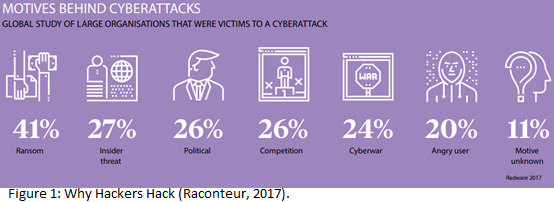 MOTIVES BEHIND CYBERATTACKS
GLOBAL STUDY OF LARGE ORGANISATIONS THAT WERE VICTIMS TO A CYBERATTACK
WAR
41% 27% 26% 26% 24% 20% 11%
Ransom Insider threat Political Competition Cyberwar Angry user Motive unknown
Radware 2017
Figure 1: Why Hackers Hack (Raconteur, 2017).